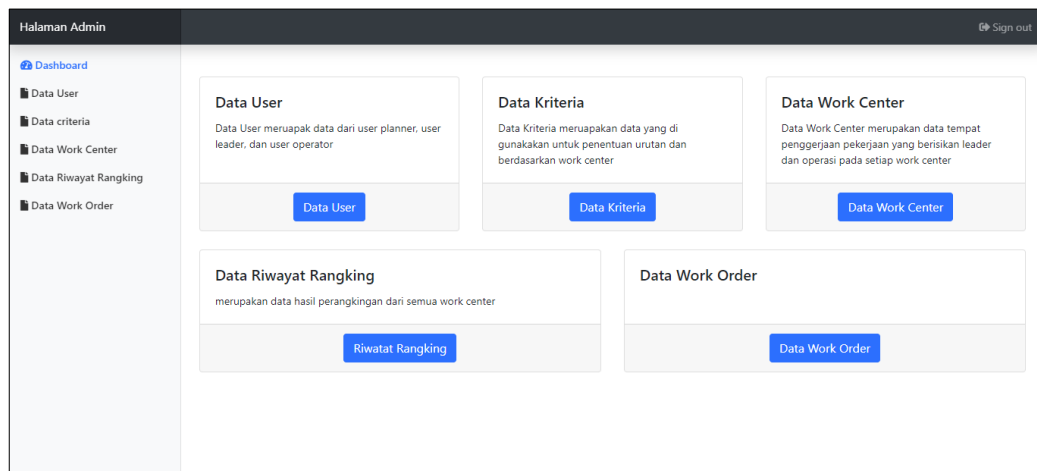 Halaman Admin
Sign out
Dashboard
Data User
Data criteria
Data Work Center
Data Riwayat Rangking
Data Work Order
Data User
Data User meruapak data dari user planner, user
leader, dan user operator
Data User
Data Kriteria
Data Kriteria meruapakan data yang di
gunakakan untuk penentuan urutan dan
berdasarkan work center
Data Kriteria
Data Work Center
Data Work Center merupakan data tempat
penggerjaan pekerjaan yang berisikan leader
dan operasi pada setiap work center
Data Work Center
Data Riwayat Rangking
merupakan data hasil perangkingan dari semua work center
Riwatat Rangking
Data Work Order
Data Work Order